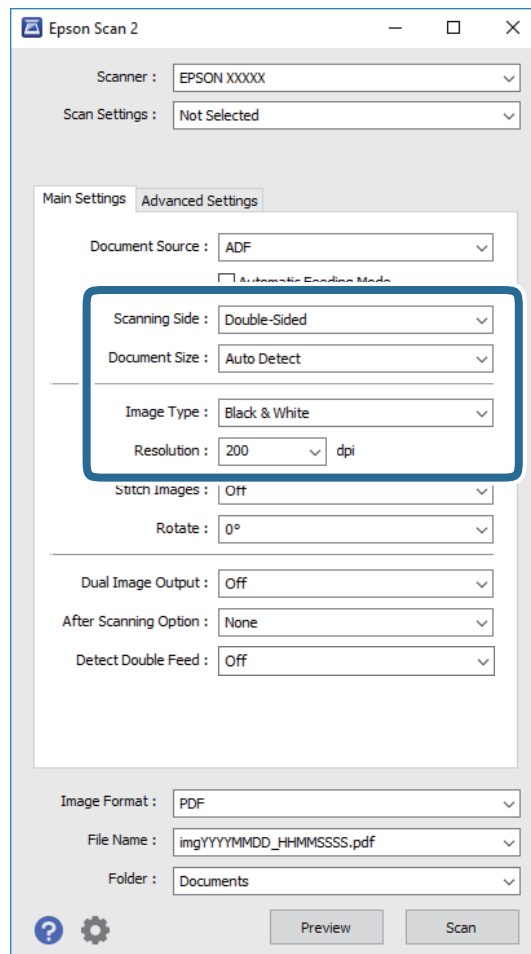 Epson Scan 2
Scanner : EPSON XXXXX
Scan Settings : Not Selected
Main Settings Advanced Settings
Document Source : ADF
Automatic Feeding Mode
Scanning Side : Double-Sided
Document Size : Auto Detect
Image Type : Black & White
Resolution : 200 dpi
Stitch Images : Off
Rotate : 0°
Dual Image Output : Off
After Scanning Option : None
Detect Double Feed : Off
Image Format : PDF
File Name : imgYYYYMMDD_HHMMSSSS.pdf
Folder : Documents
? Preview Scan